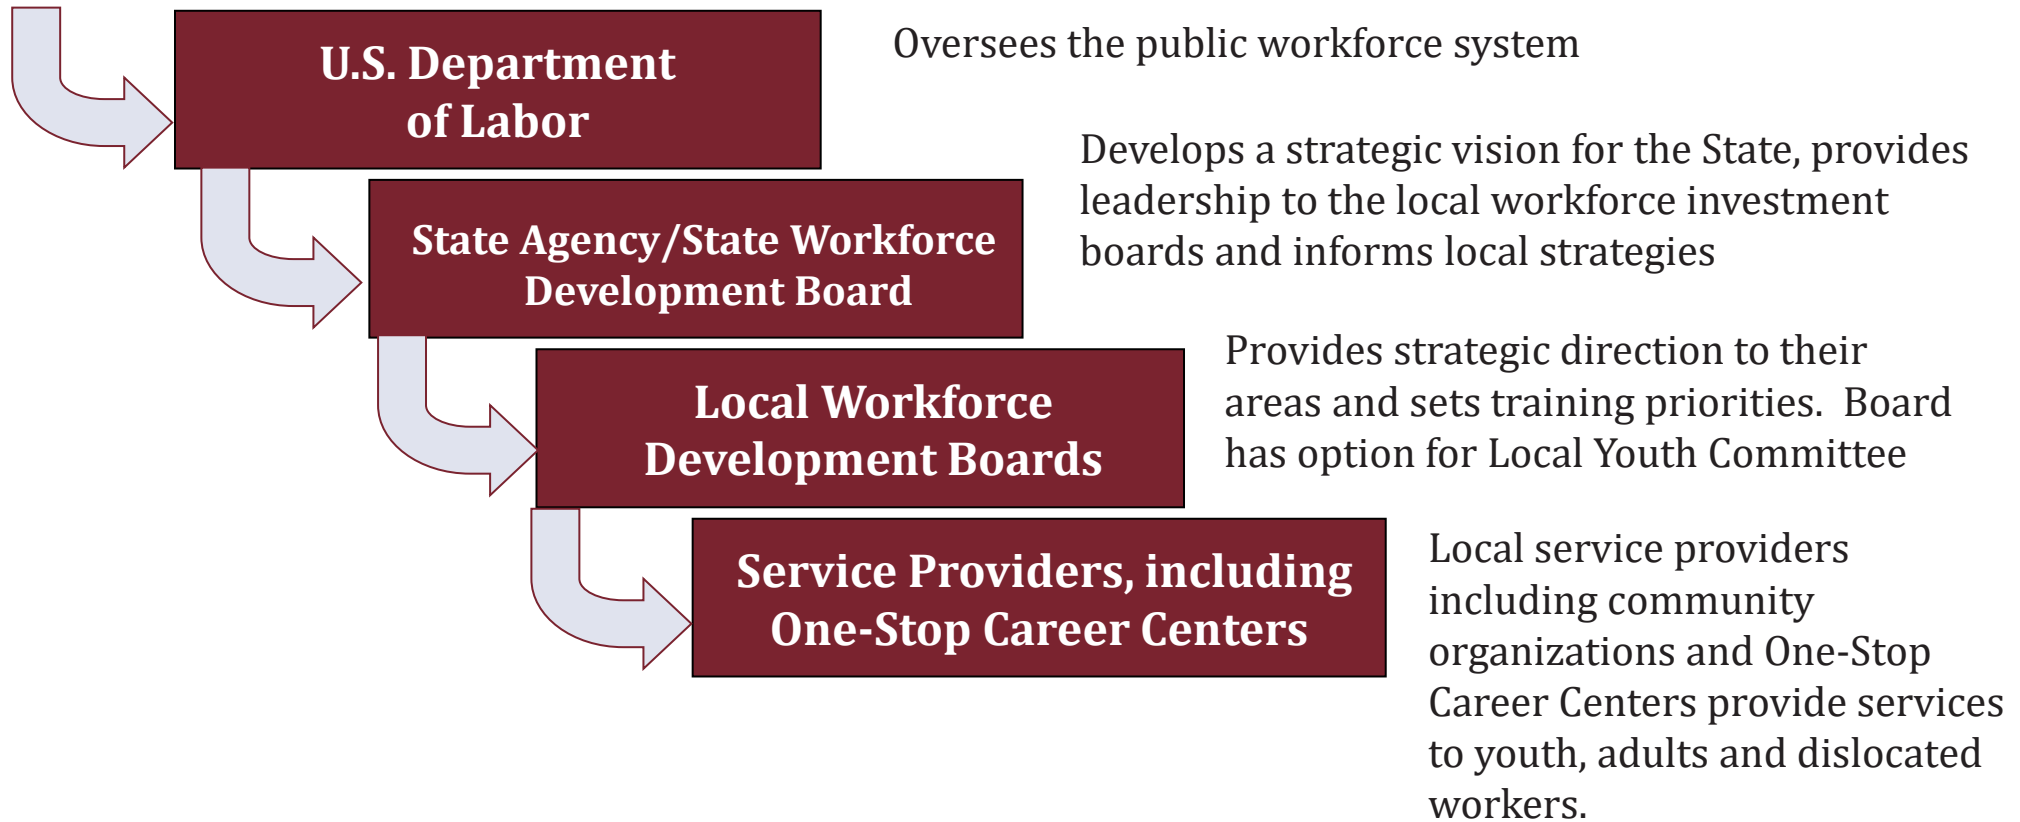 U.S. Department
of Labor
Oversees the public workforce system
State Agency/State Workforce
Development Board
Develops a strategic vision for the State, provides
leadership to the local workforce investment
boards and informs local strategies
Local Workforce
Development Boards
Provides strategic direction to their
areas and sets training priorities.  Board
has option for Local Youth Committee
Service Providers, including
One-Stop Career Centers
Local service providers
including community
organizations and One-Stop
Career Centers provide services
to youth, adults and dislocated
workers.